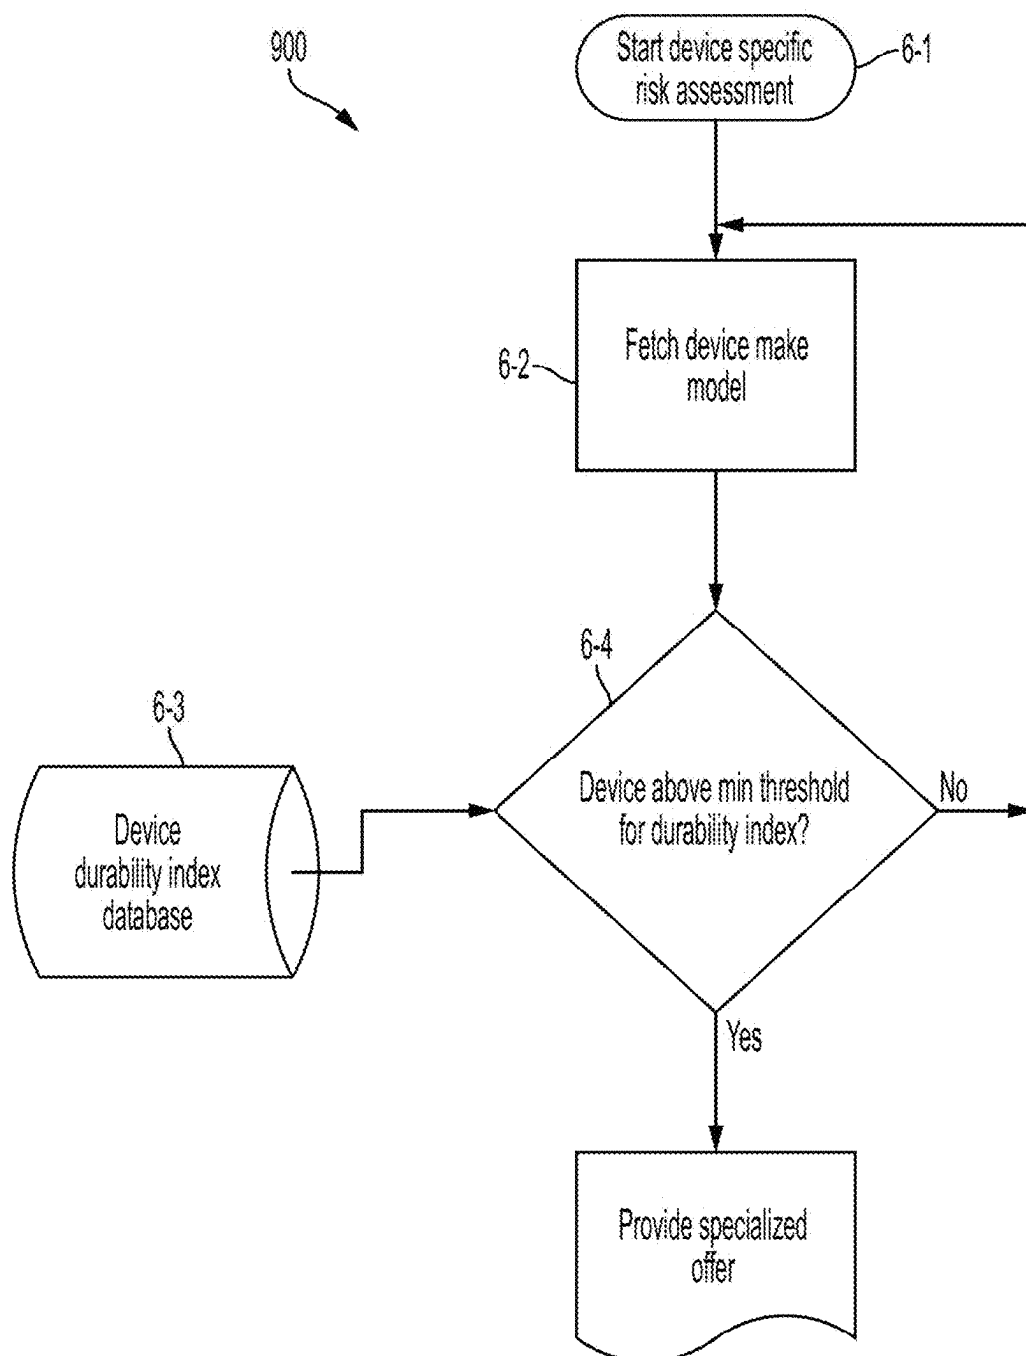 900
Start device specific
risk assessment
6-1
Fetch device make
model
6-2
6-4
6-3
Device above min threshold
for durability index?
No
Device
durability index
database
Yes
Provide specialized
offer